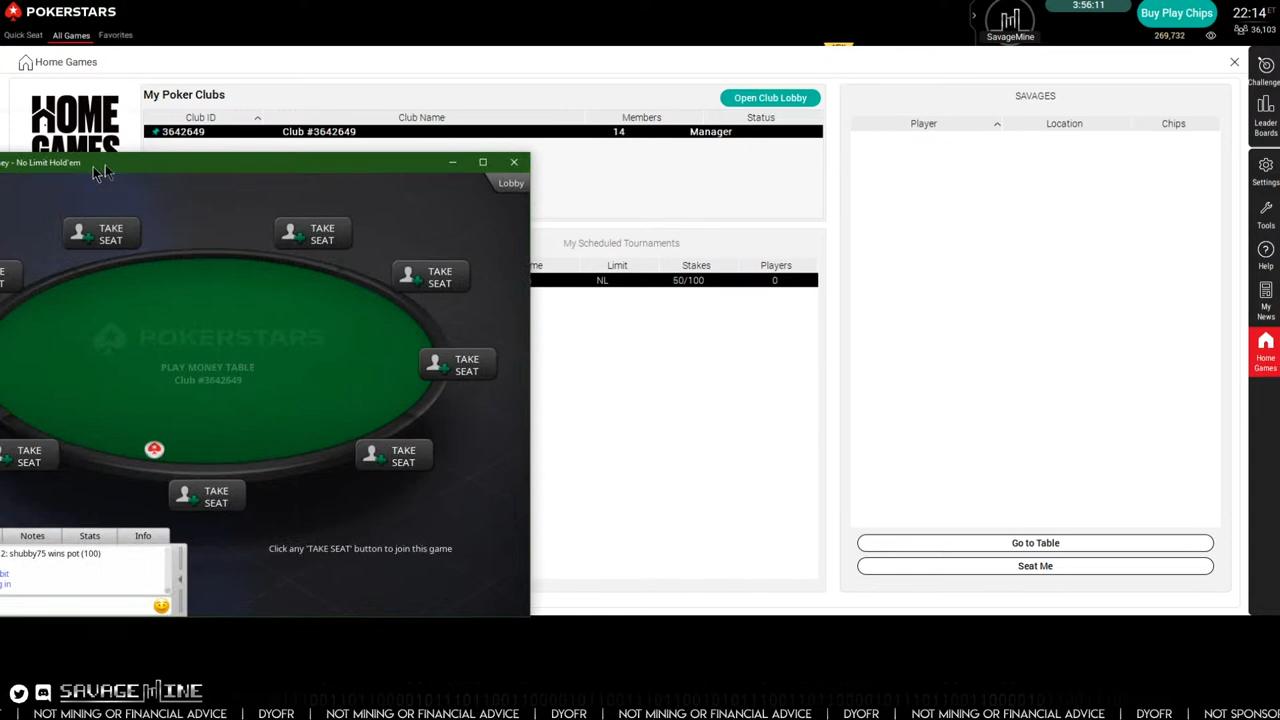 POKERSTARS
3:56:11
Buy Play Chips
22:14 ET
SavageMine
269,732
36,103
Quick Seat
All Games
Favorites
Home Games
HOME
GAMES
My Poker Clubs
Open Club Lobby
Club ID
Club Name
Members
Status
3642649
Club #3642649
14
Manager
SAVAGES
Player
Location
Chips
My Scheduled Tournaments
me
Limit
Stakes
Players
NL
50/100
0
Go to Table
Seat Me
ey - No Limit Hold'em
Lobby
TAKE
SEAT
TAKE
SEAT
TAKE
SEAT
TAKE
SEAT
TAKE
SEAT
TAKE
SEAT
TAKE
SEAT
E
POKERSTARS
PLAY MONEY TABLE
Club #3642649
Notes
Stats
Info
2: shubby75 wins pot (100)
bit
g in
Click any 'TAKE SEAT' button to join this game
Challenge
Leader
Boards
Settings
Tools
Help
My
News
Home
Games
SAVAGE MINE
NOT MINING OR FINANCIAL ADVICE | DYOFR | NOT MINING OR FINANCIAL ADVICE | DYOFR | NOT MINING OR FINANCIAL ADVICE | DYOFR | NOT MINING OR FINANCIAL ADVICE | DYOFR | NOT SPONSO